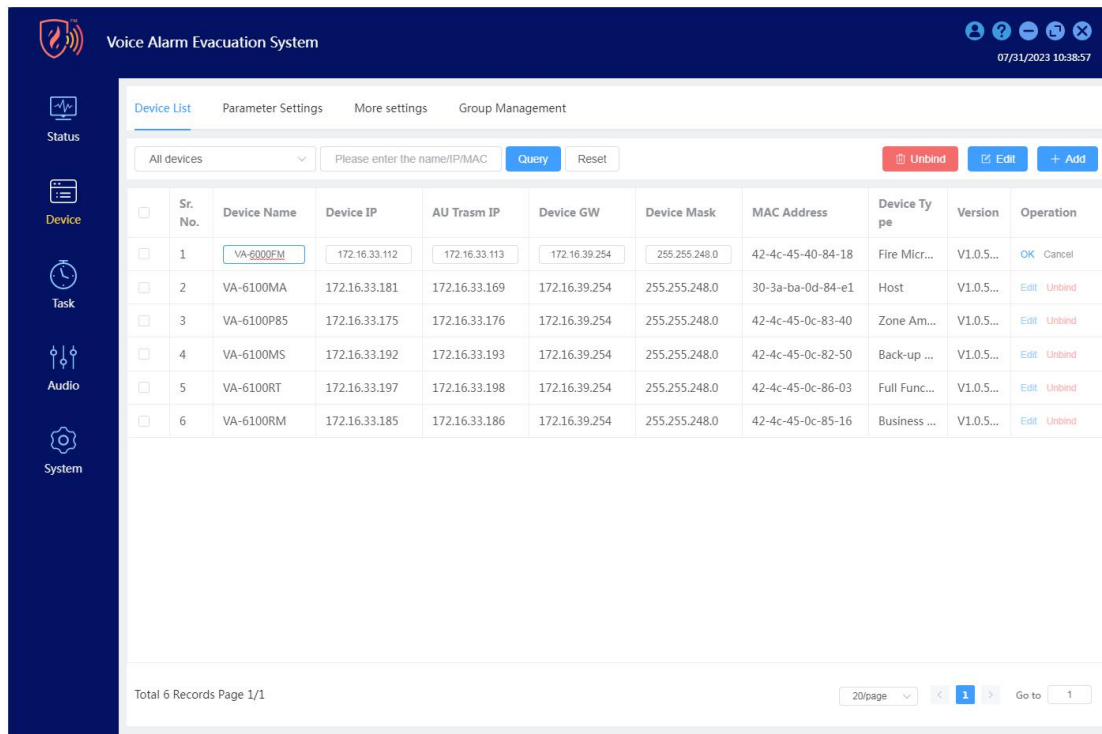 TM
Voice Alarm Evacuation System
07/31/2023 10:38:57
Status
Device
Task
Audio
System
Device List Parameter Settings More settings Group Management
All devices Please enter the name/IP/MAC Query Reset Unbind Edit + Add
Sr. No. Device Name Device IP AU Trasm IP Device GW Device Mask MAC Address Device Ty pe Version Operation
1 VA-6000FM 172.16.33.112 172.16.33.113 172.16.39.254 255.255.248.0 42-4c-45-40-84-18 Fire Micr... V1.0.5... OK Cancel
2 VA-6100MA 172.16.33.181 172.16.33.169 172.16.39.254 255.255.248.0 30-3a-ba-0d-84-e1 Host V1.0.5... Edit Unbind
3 VA-6100P85 172.16.33.175 172.16.33.176 172.16.39.254 255.255.248.0 42-4c-45-0c-83-40 Zone Am... V1.0.5... Edit Unbind
4 VA-6100MS 172.16.33.192 172.16.33.193 172.16.39.254 255.255.248.0 42-4c-45-0c-82-50 Back-up ... V1.0.5... Edit Unbind
5 VA-6100RT 172.16.33.197 172.16.33.198 172.16.39.254 255.255.248.0 42-4c-45-0c-86-03 Full Func... V1.0.5... Edit Unbind
6 VA-6100RM 172.16.33.185 172.16.33.186 172.16.39.254 255.255.248.0 42-4c-45-0c-85-16 Business ... V1.0.5... Edit Unbind
Total 6 Records Page 1/1 20/page < 1 > Go to 1